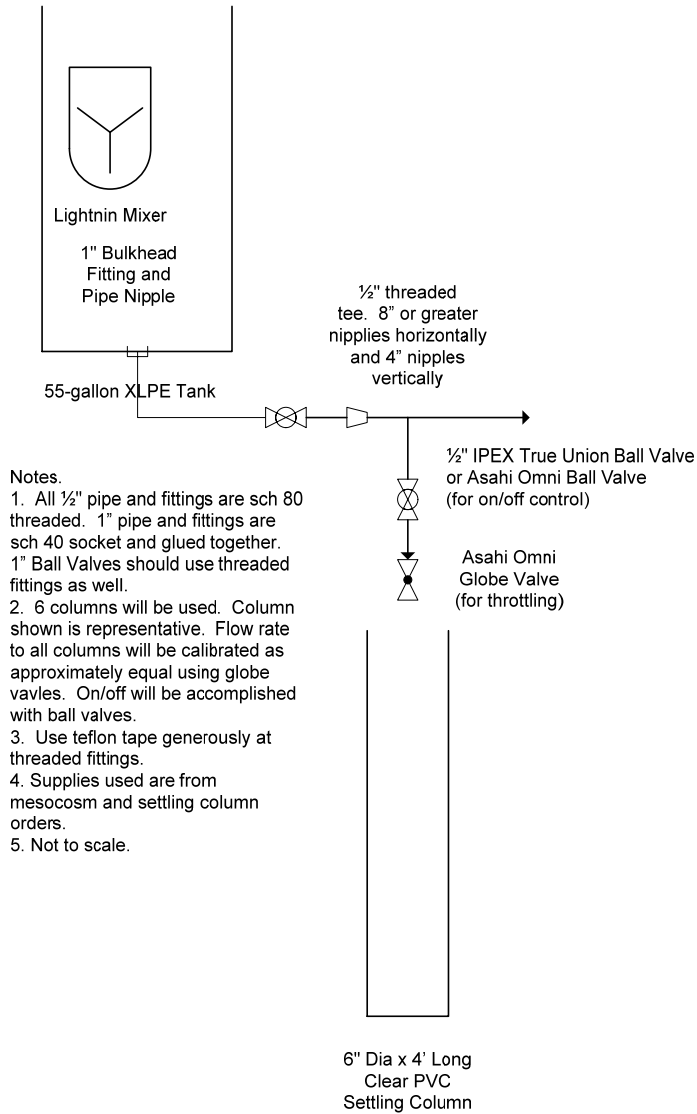 Lightnin Mixer
1" Bulkhead
Fitting and
Pipe Nipple
55-gallon XLPE Tank
½" threaded
tee.  8” or greater
nipplies horizontally
and 4” nipples
vertically
½" IPEX True Union Ball Valve
or Asahi Omni Ball Valve
(for on/off control)
Asahi Omni
Globe Valve
(for throttling)
Notes.
1.  All ½" pipe and fittings are sch 80
threaded.  1” pipe and fittings are
sch 40 socket and glued together.
1” Ball Valves should use threaded
fittings as well.
2.  6 columns will be used.  Column
shown is representative.  Flow rate
to all columns will be calibrated as
approximately equal using globe
vavles.  On/off will be accomplished
with ball valves.
3.  Use teflon tape generously at
threaded fittings.
4. Supplies used are from
mesocosm and settling column
orders.
5. Not to scale.
6" Dia x 4’ Long
Clear PVC
Settling Column